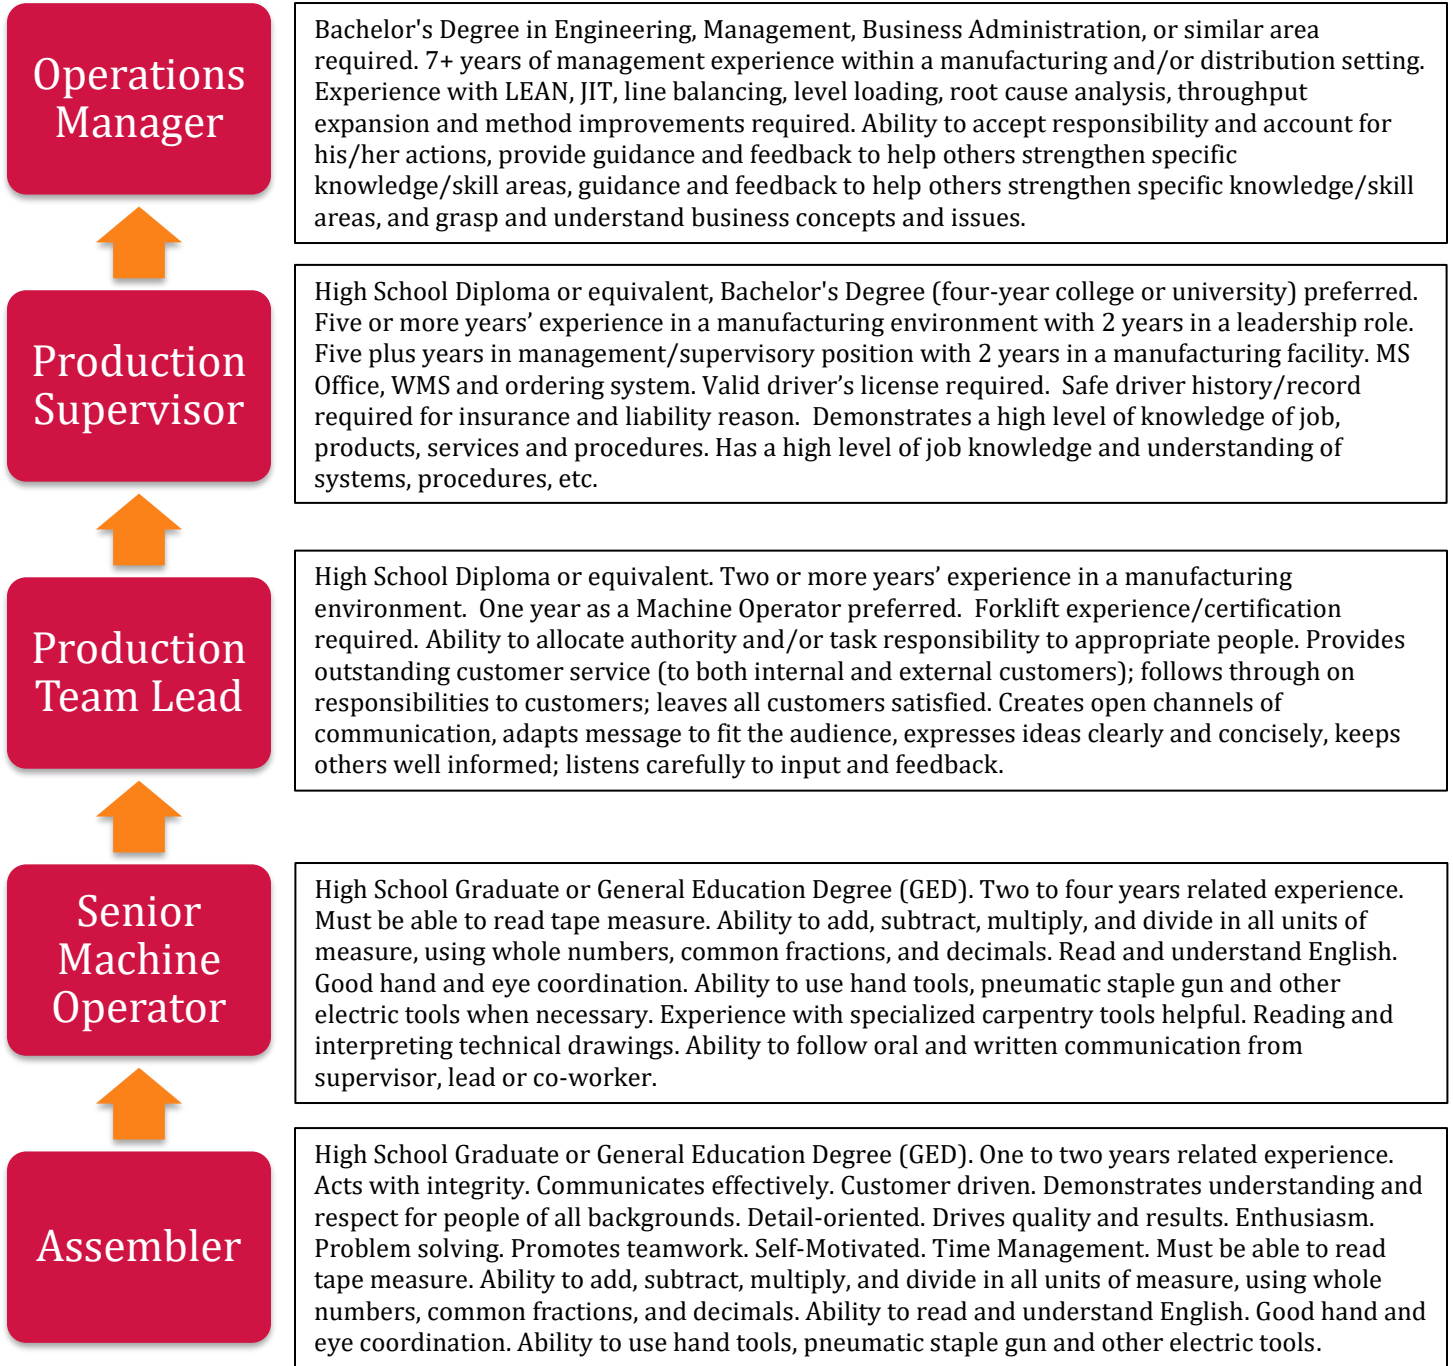 Operations
Manager
Bachelor's Degree in Engineering, Management, Business Administration, or similar area
required. 7+ years of management experience within a manufacturing and/or distribution setting.
Experience with LEAN, JIT, line balancing, level loading, root cause analysis, throughput
expansion and method improvements required. Ability to accept responsibility and account for
his/her actions, provide guidance and feedback to help others strengthen specific
knowledge/skill areas, guidance and feedback to help others strengthen specific knowledge/skill
areas, and grasp and understand business concepts and issues.
Production
Supervisor
High School Diploma or equivalent, Bachelor's Degree (four-year college or university) preferred.
Five or more years’ experience in a manufacturing environment with 2 years in a leadership role.
Five plus years in management/supervisory position with 2 years in a manufacturing facility. MS
Office, WMS and ordering system. Valid driver’s license required.  Safe driver history/record
required for insurance and liability reason.  Demonstrates a high level of knowledge of job,
products, services and procedures. Has a high level of job knowledge and understanding of
systems, procedures, etc.
Production
Team Lead
High School Diploma or equivalent. Two or more years’ experience in a manufacturing
environment.  One year as a Machine Operator preferred.  Forklift experience/certification
required. Ability to allocate authority and/or task responsibility to appropriate people. Provides
outstanding customer service (to both internal and external customers); follows through on
responsibilities to customers; leaves all customers satisfied. Creates open channels of
communication, adapts message to fit the audience, expresses ideas clearly and concisely, keeps
others well informed; listens carefully to input and feedback.
Senior
Machine
Operator
High School Graduate or General Education Degree (GED). Two to four years related experience.
Must be able to read tape measure. Ability to add, subtract, multiply, and divide in all units of
measure, using whole numbers, common fractions, and decimals. Read and understand English.
Good hand and eye coordination. Ability to use hand tools, pneumatic staple gun and other
electric tools when necessary. Experience with specialized carpentry tools helpful. Reading and
interpreting technical drawings. Ability to follow oral and written communication from
supervisor, lead or co-worker.
Assembler
High School Graduate or General Education Degree (GED). One to two years related experience.
Acts with integrity. Communicates effectively. Customer driven. Demonstrates understanding and
respect for people of all backgrounds. Detail-oriented. Drives quality and results. Enthusiasm.
Problem solving. Promotes teamwork. Self-Motivated. Time Management. Must be able to read
tape measure. Ability to add, subtract, multiply, and divide in all units of measure, using whole
numbers, common fractions, and decimals. Ability to read and understand English. Good hand and
eye coordination. Ability to use hand tools, pneumatic staple gun and other electric tools.